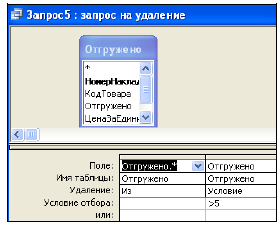 Запрос5 : запрос на удаление
Отгружено
*
НомерНаклад
КодТовара
Отгружено
ЦенаЗаЕдини
Поле: Отгружено.* Отгружено
Имя таблицы: Отгружено Отгружено
Удаление: Из Условие
Условие отбора: >5
или: